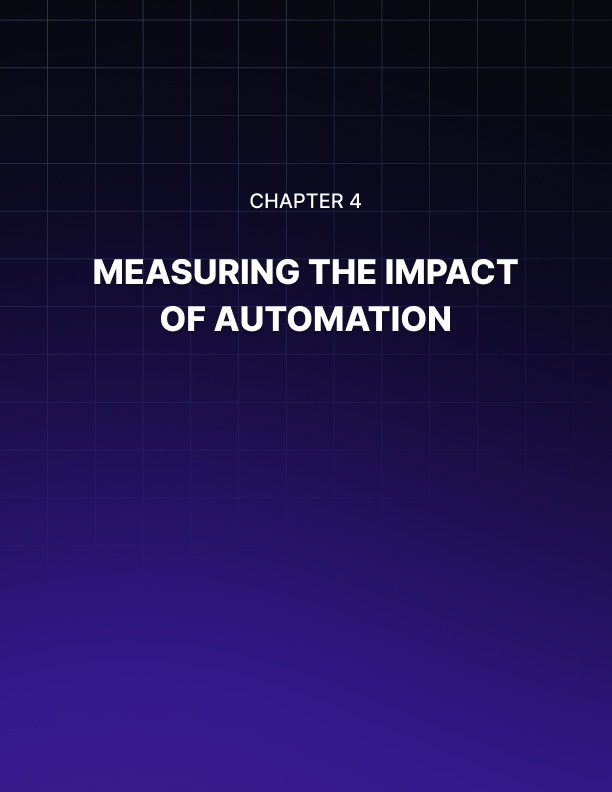 CHAPTER 4
MEASURING THE IMPACT
OF AUTOMATION